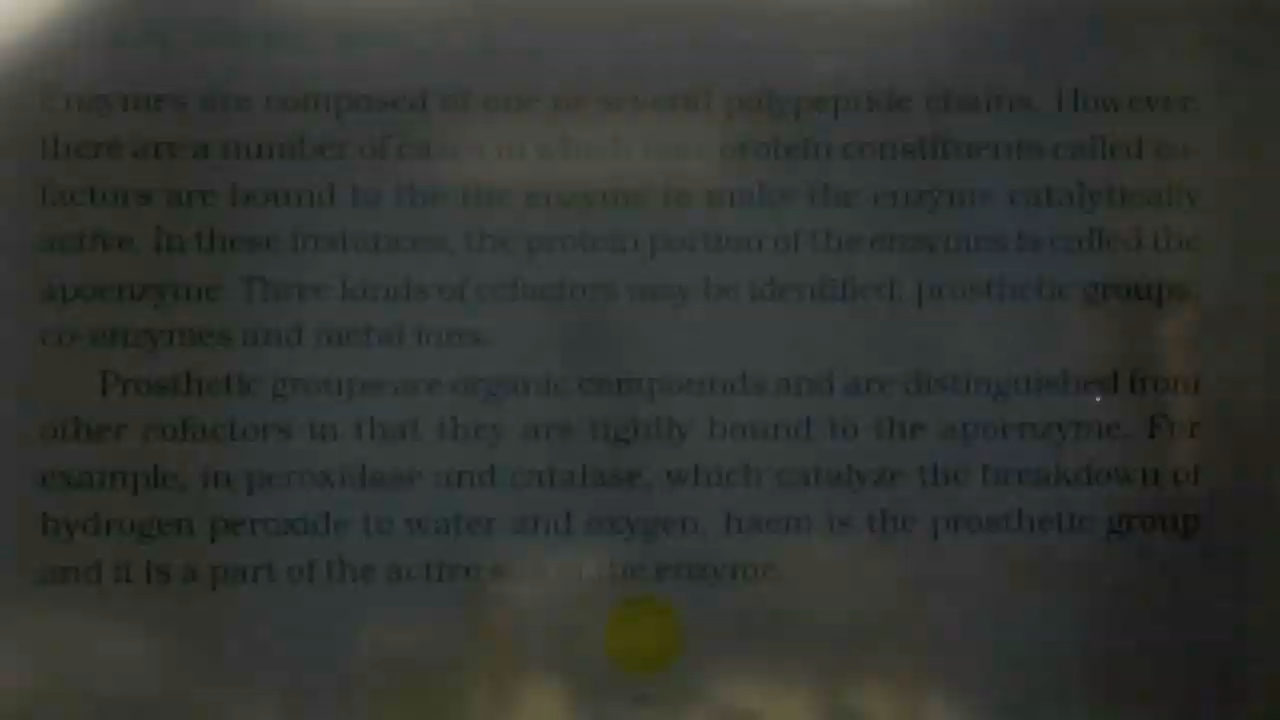 Enzymes are composed of one or several polypeptide chains. However,
there are a number of cases in which protein constituents called co-
factors are bound to the the enzyme to make the enzyme catalytically
active. In these instances, the protein portion of the enzymes is called the
apoenzyme. Three kinds of cofactors may be identified: prosthetic groups,
co-enzymes and metal ions.
Prosthetic groups are organic compounds and are distinguished from
other cofactors in that they are tightly bound to the apoenzyme. For
example, in peroxidase and catalase, which catalyze the breakdown of
hydrogen peroxide to water and oxygen, haem is the prosthetic group
and it is a part of the active the enzyme.